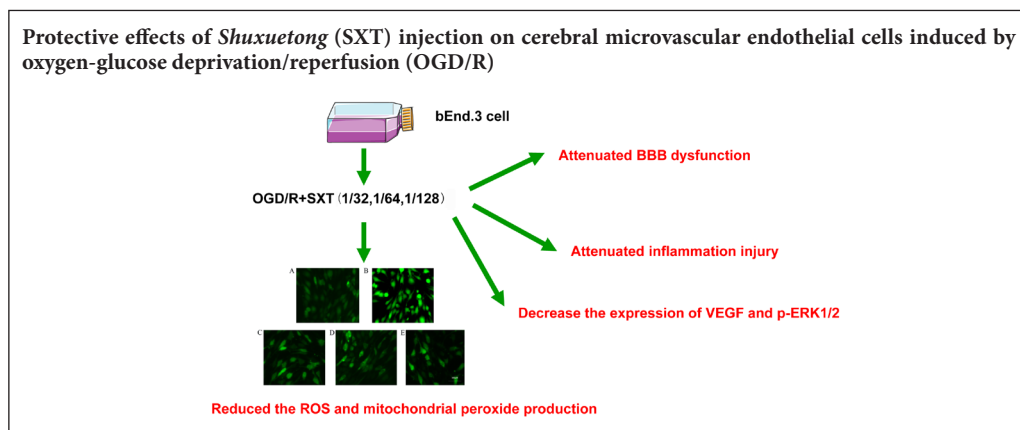 Protective effects of Shuxuetong (SXT) injection on cerebral microvascular endothelial cells induced by
oxygen-glucose deprivation/reperfusion (OGD/R)
bEnd.3 cell
Attenuated BBB dysfunction
OGD/R+SXT (1/32,1/64,1/128)
Attenuated inflammation injury
A
B
Decrease the expression of VEGF and p-ERK1/2
C
D
E
Reduced the ROS and mitochondrial peroxide production